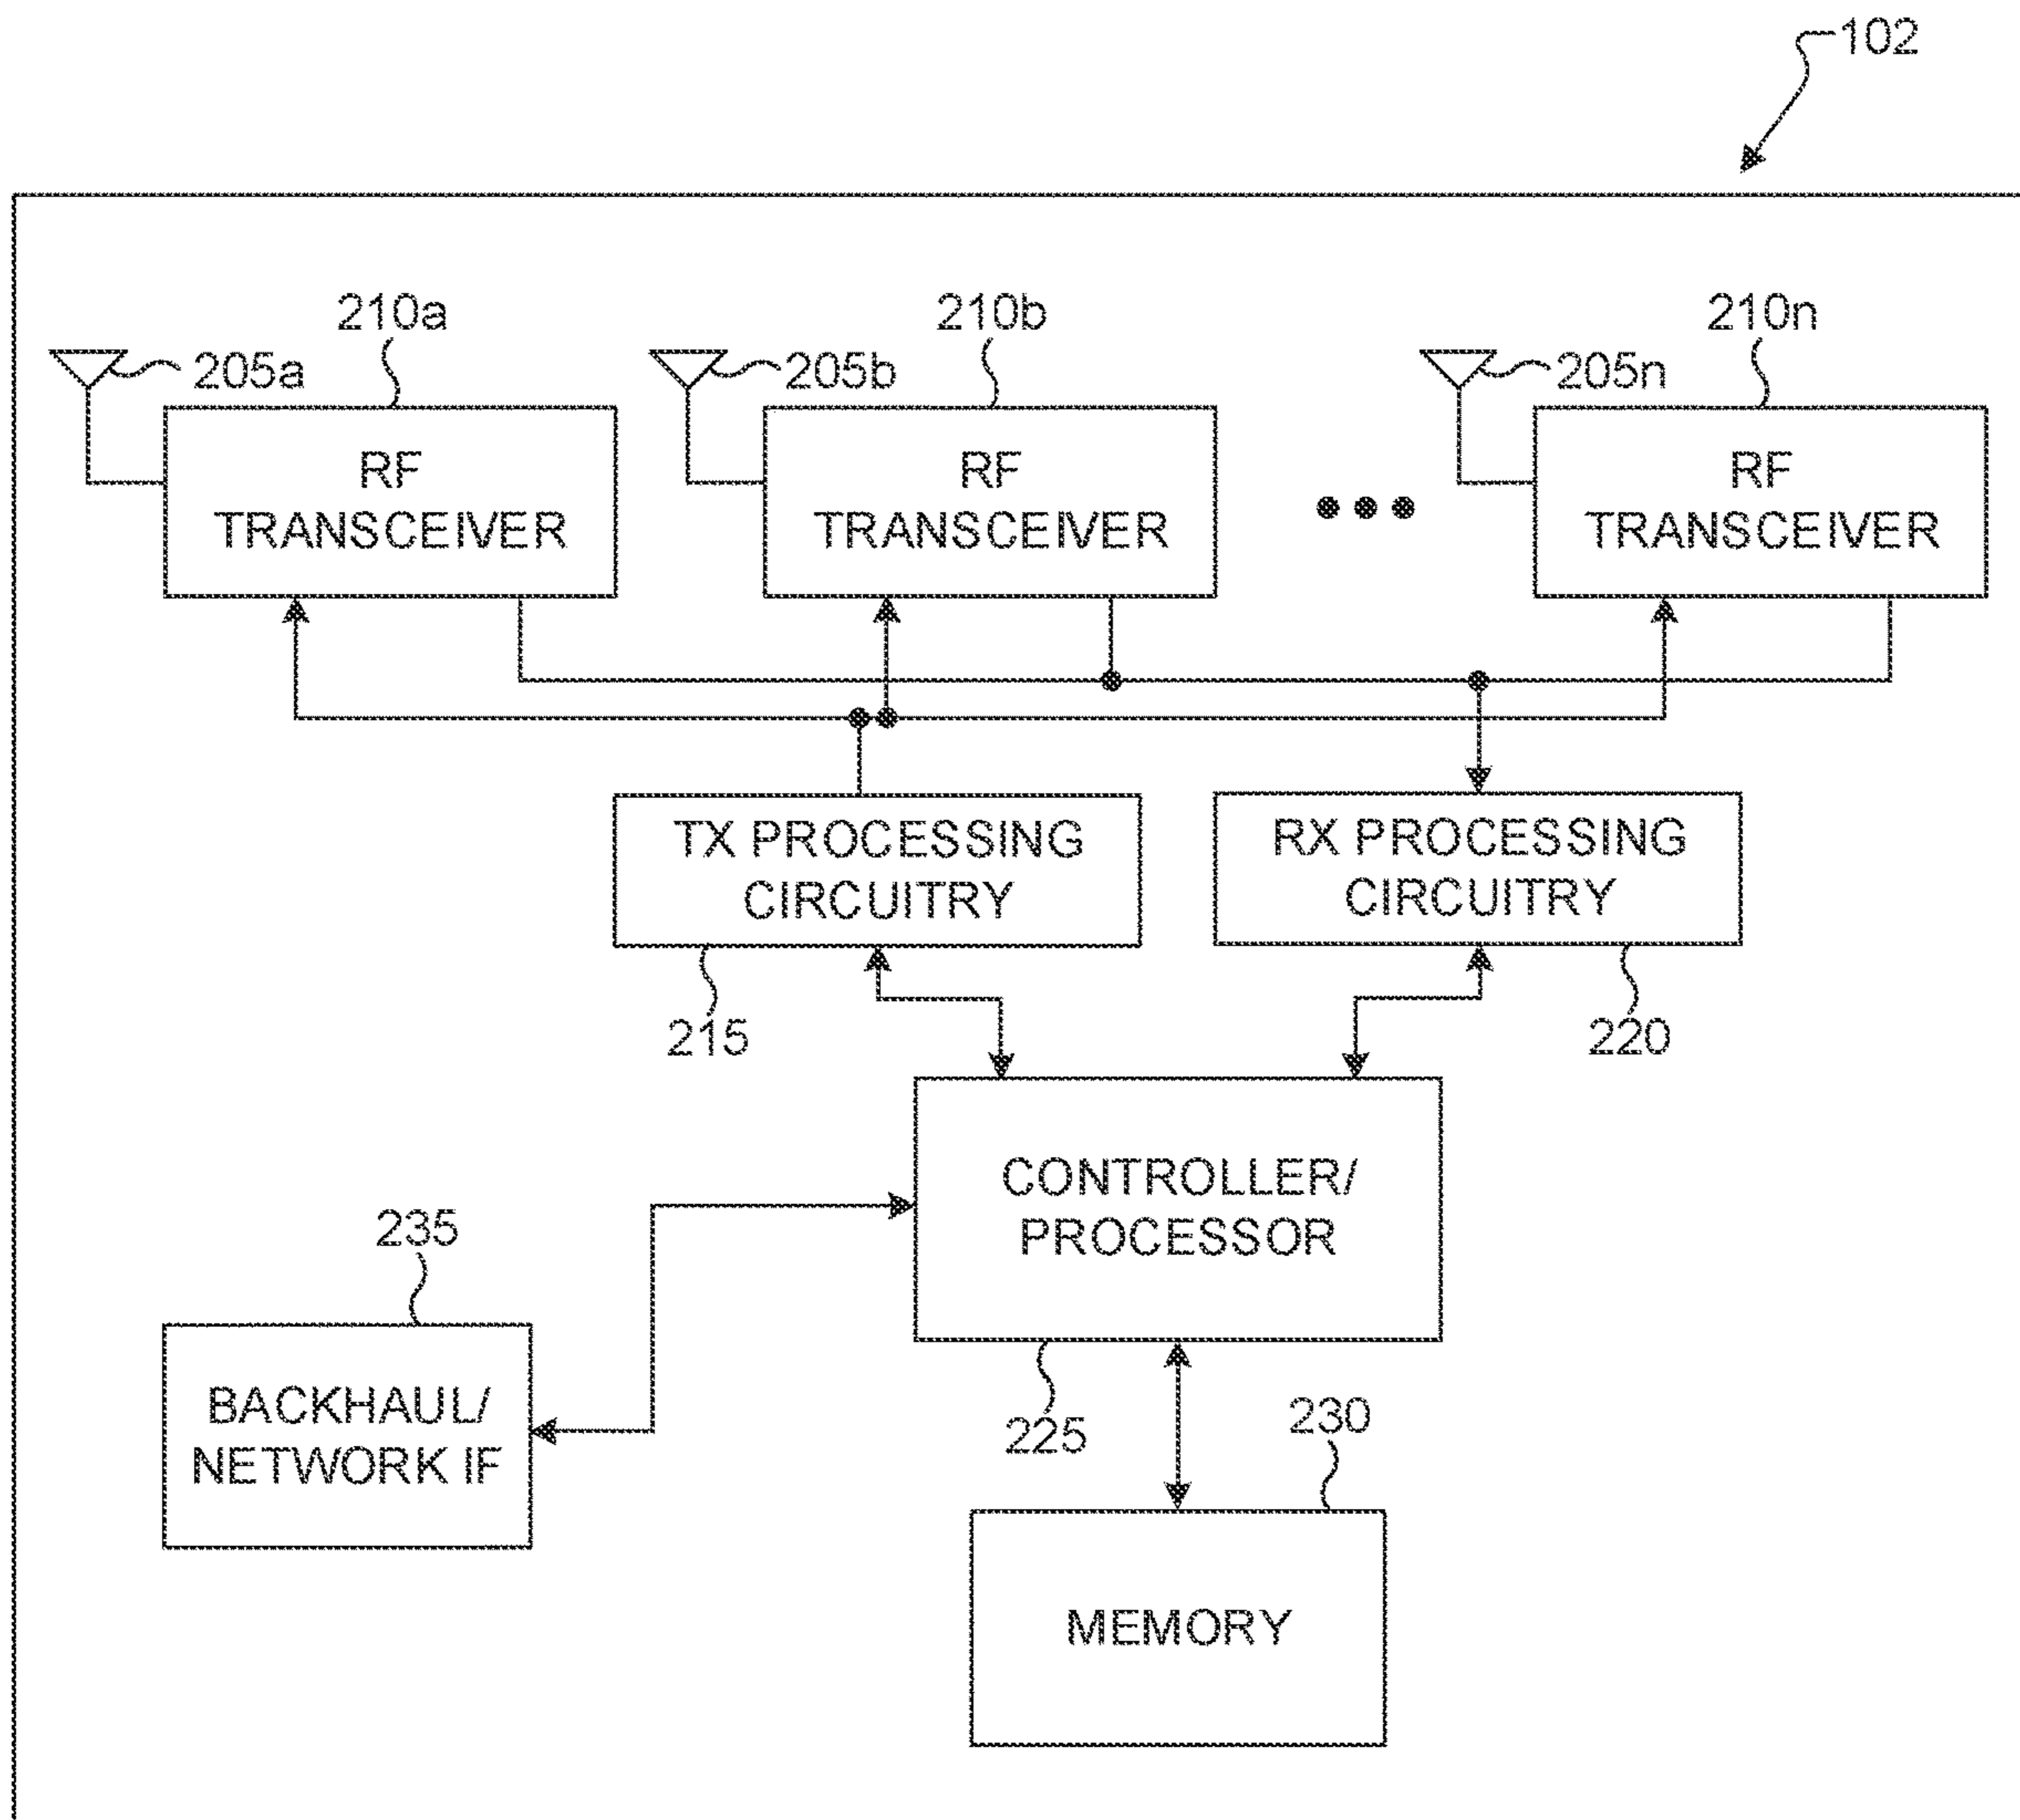 102
210a
210b
210n
205a
205b
205n
RF
TRANSCEIVER
RF
TRANSCEIVER
RF
TRANSCEIVER
TX PROCESSING
CIRCUITRY
RX PROCESSING
CIRCUITRY
215
220
CONTROLLER/
PROCESSOR
235
BACKHAUL/
NETWORK IF
225
230
MEMORY